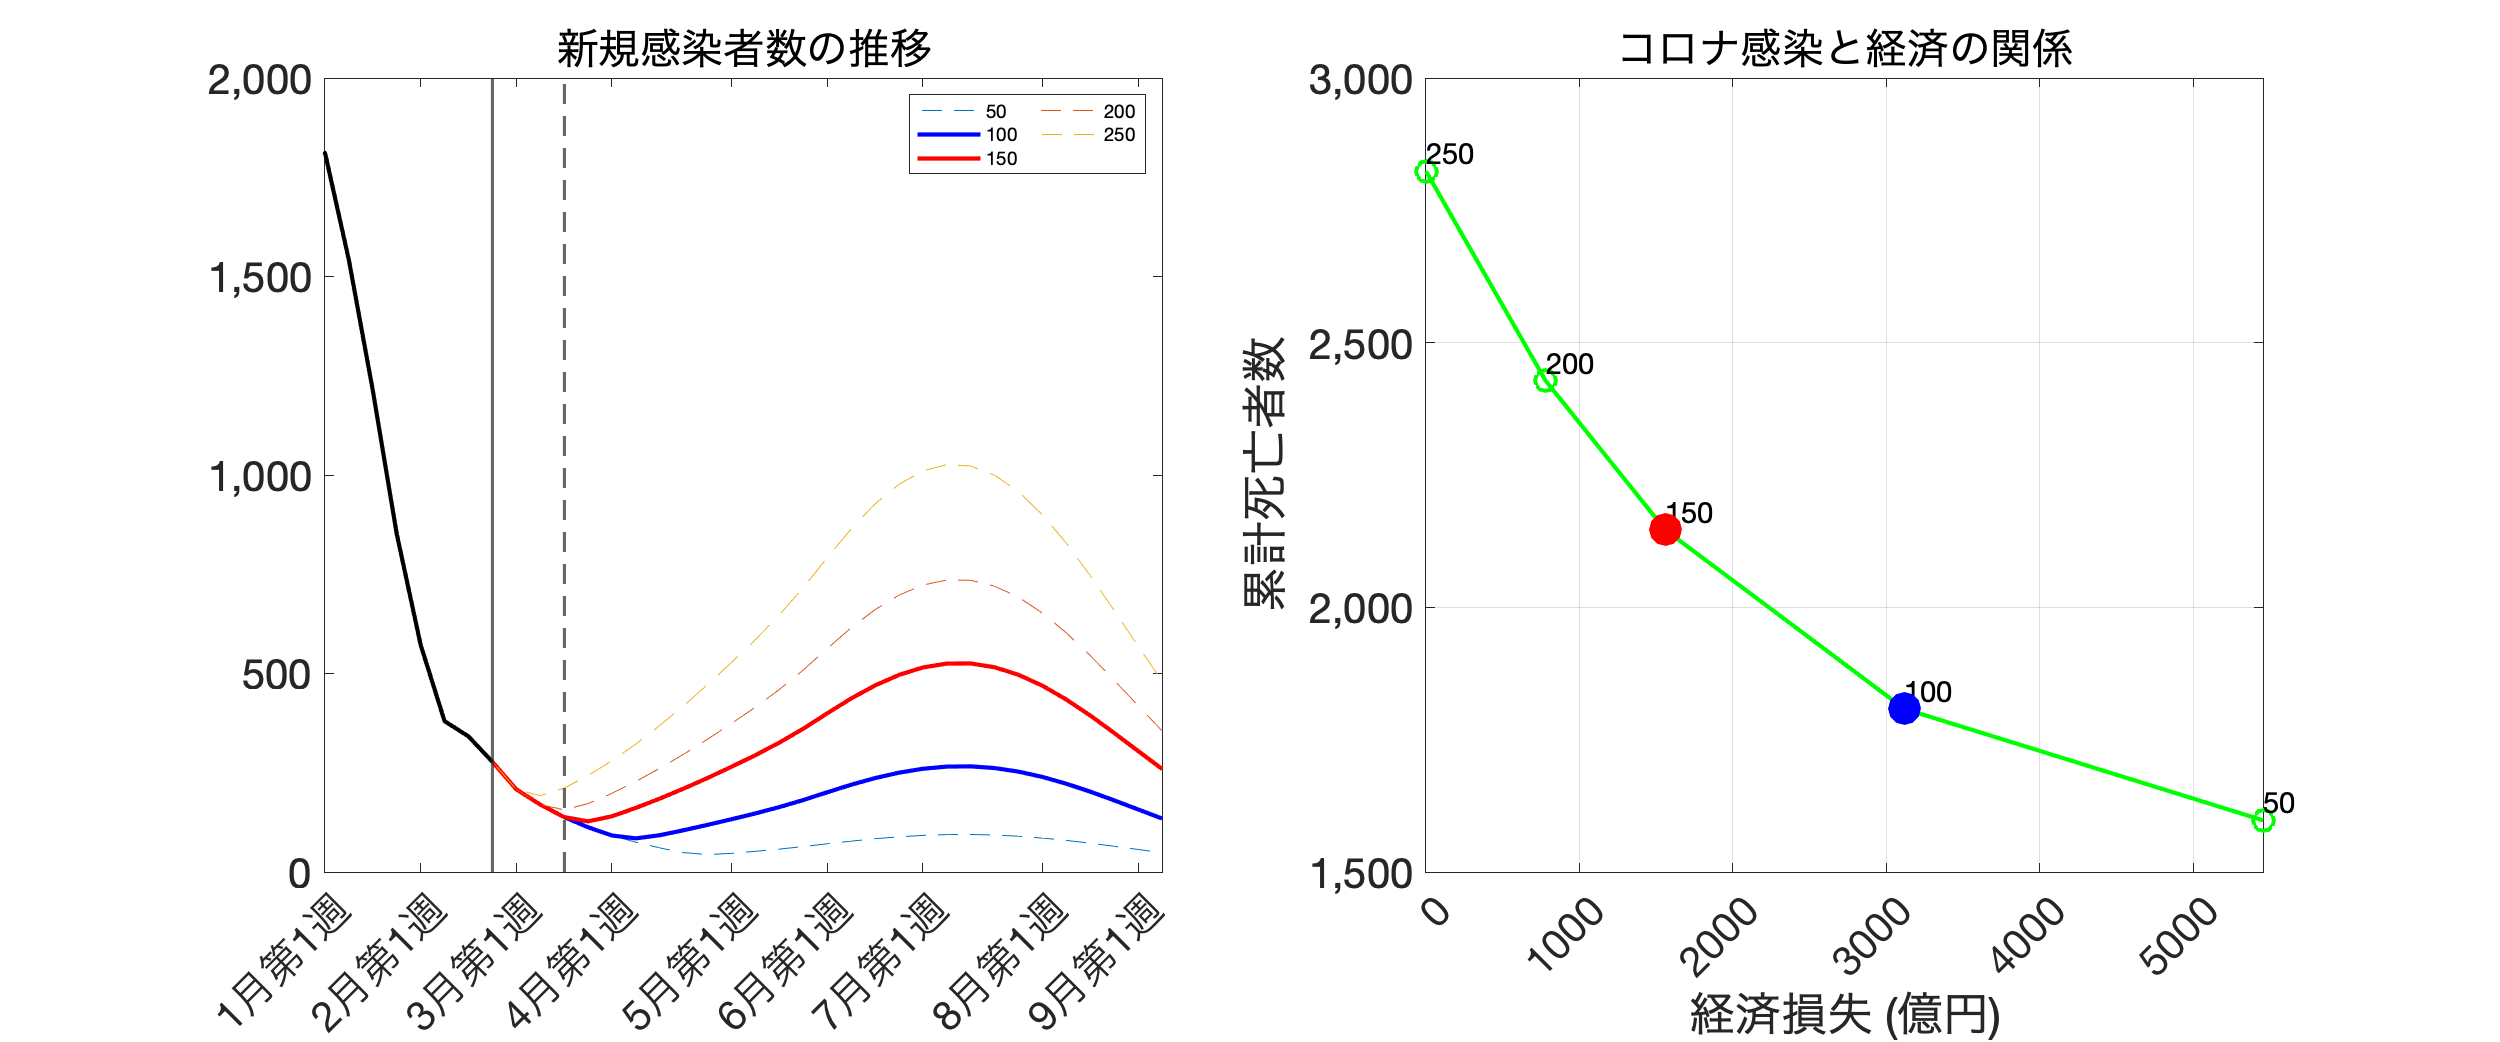 新規感染者数の推移
2,000
1,500
1,000
500
0
50
100
150
200
250
1月第1週
2月第1週
3月第1週
4月第1週
5月第1週
6月第1週
7月第1週
8月第1週
9月第1週
コロナ感染と経済の関係
累計死亡者数
3,000
2,500
2,000
1,500
250
200
150
100
50
0
1000
2000
3000
4000
5000
経済損失 (億円)